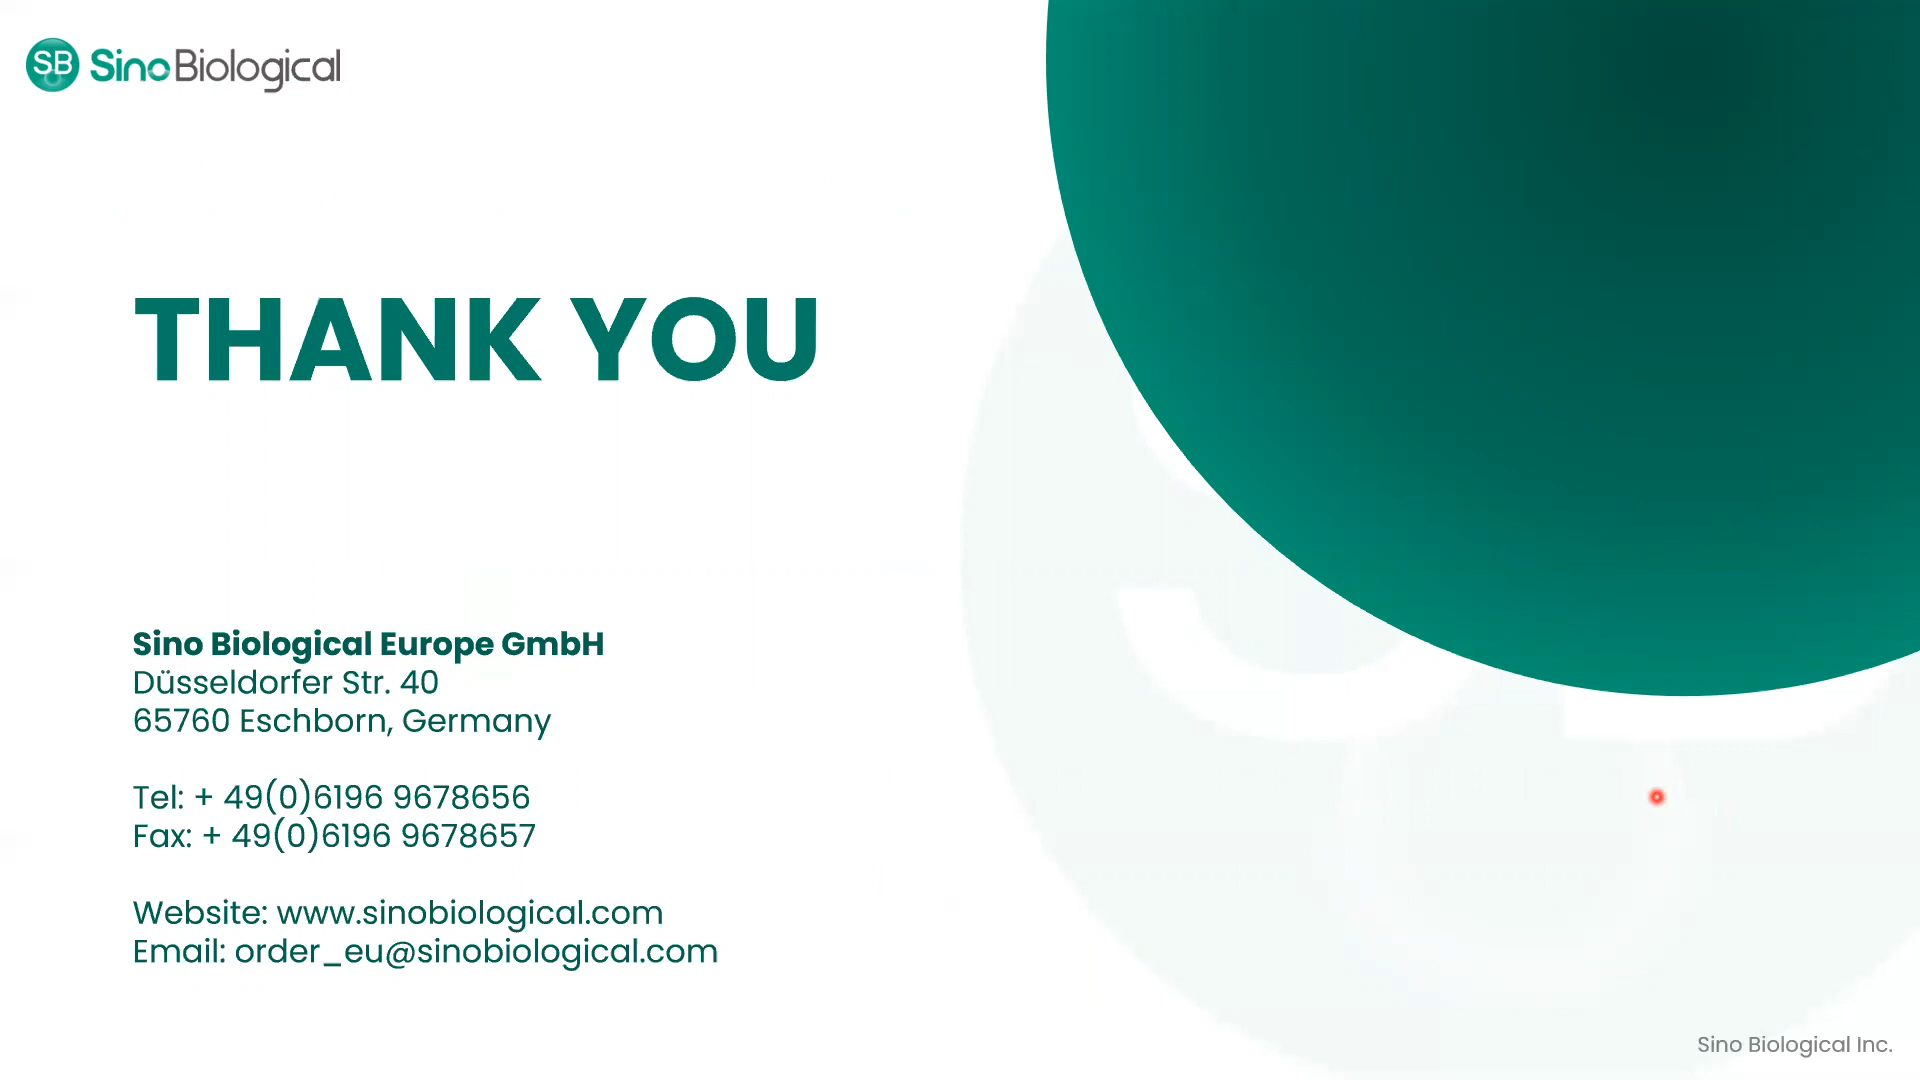 SB SinoBiological
THANK YOU
Sino Biological Europe GmbH
Düsseldorfer Str. 40
65760 Eschborn, Germany
Tel: + 49(0)6196 9678656
Fax: + 49(0)6196 9678657
Website: www.sinobiological.com
Email: order_eu@sinobiological.com
Sino Biological Inc.